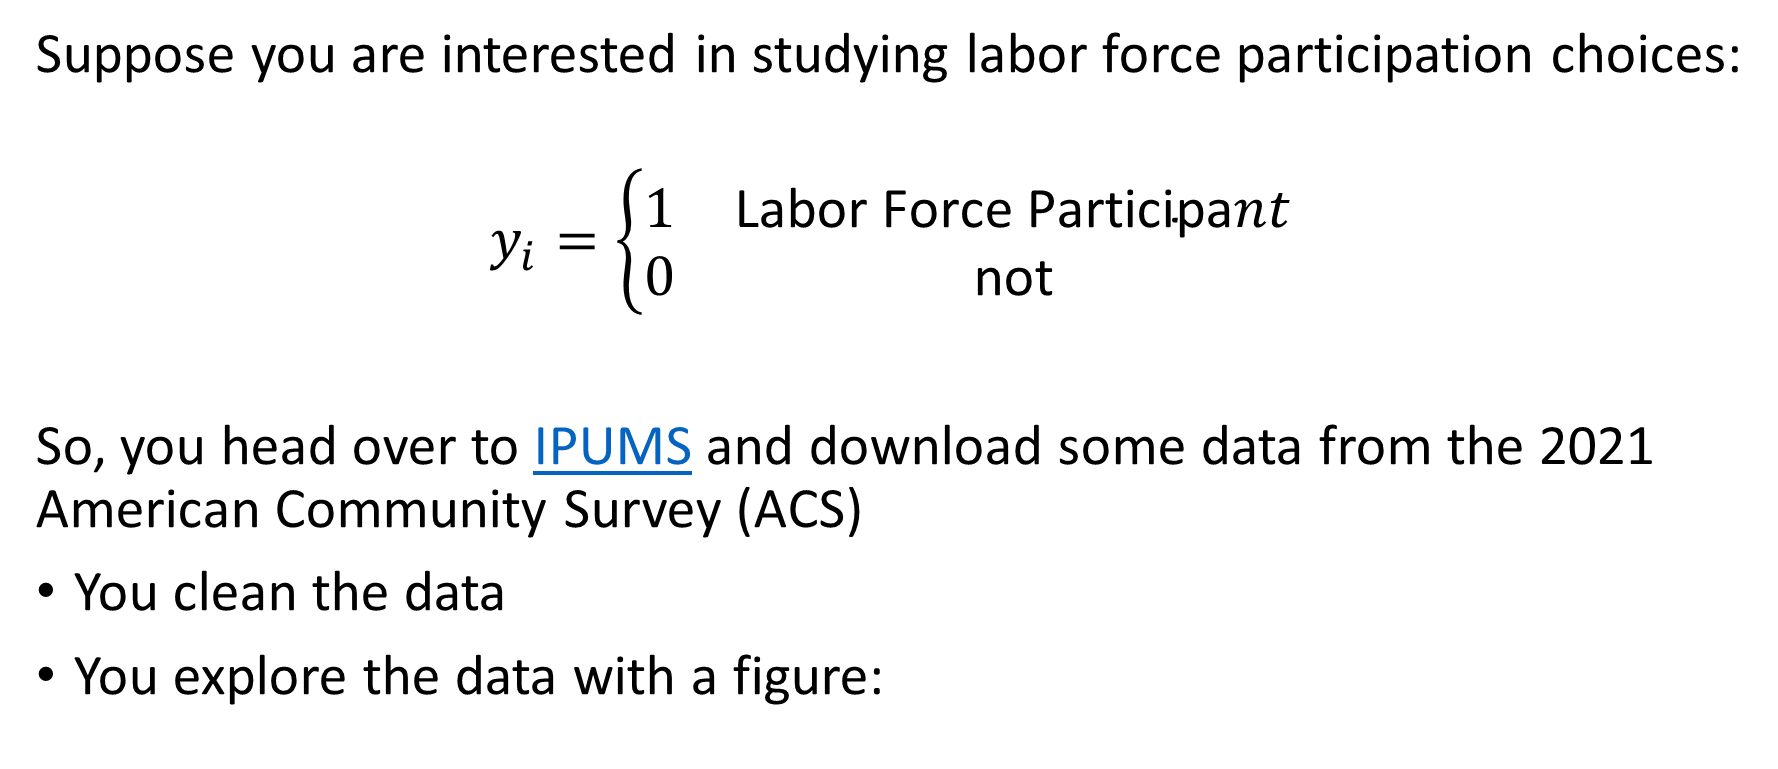 Suppose you are interested in studying labor force participation choices:
y_i = { 1 Labor Force Participant
0 not
So, you head over to IPUMS and download some data from the 2021
American Community Survey (ACS)
• You clean the data
• You explore the data with a figure: